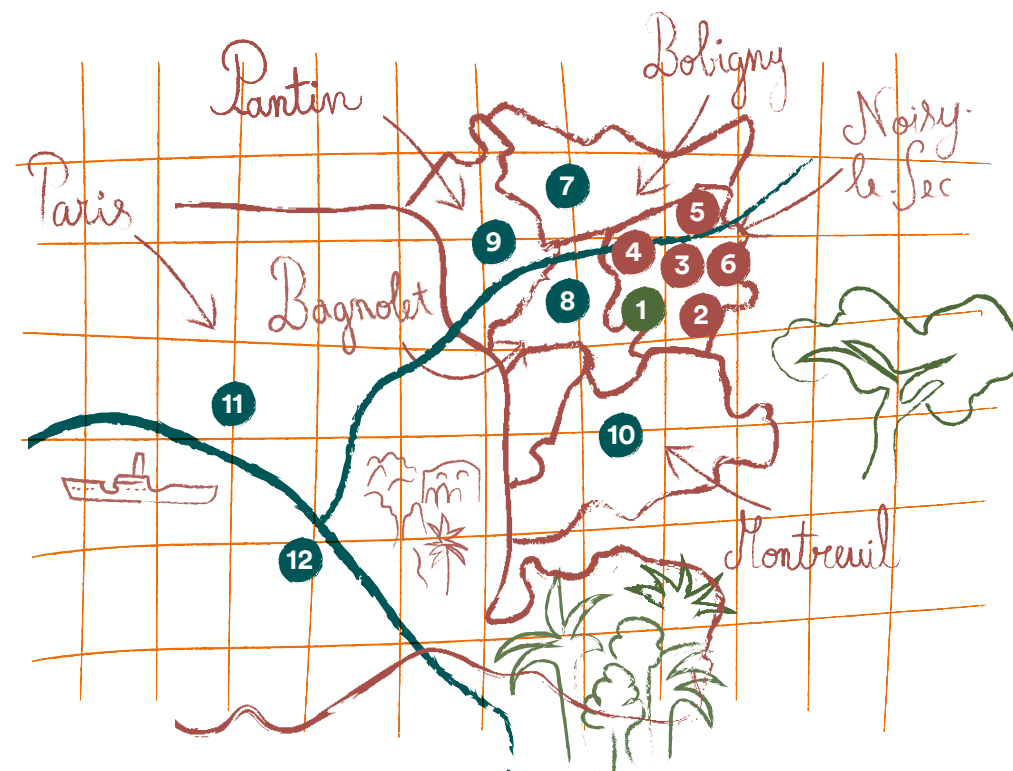 Pantin
Bobigny
Noisy-
le-Sec
Paris
7
5
9
4
3
6
Bagnolet
8
1
2
11
10
12
Montreuil